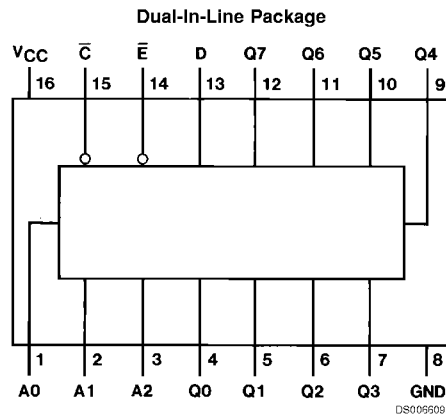 Dual-In-Line Package
VCC C E D Q7 Q6 Q5 Q4
16 15 14 13 12 11 10 9
1 2 3 4 5 6 7 8
A0 A1 A2 Q0 Q1 Q2 Q3 GND
DS006609